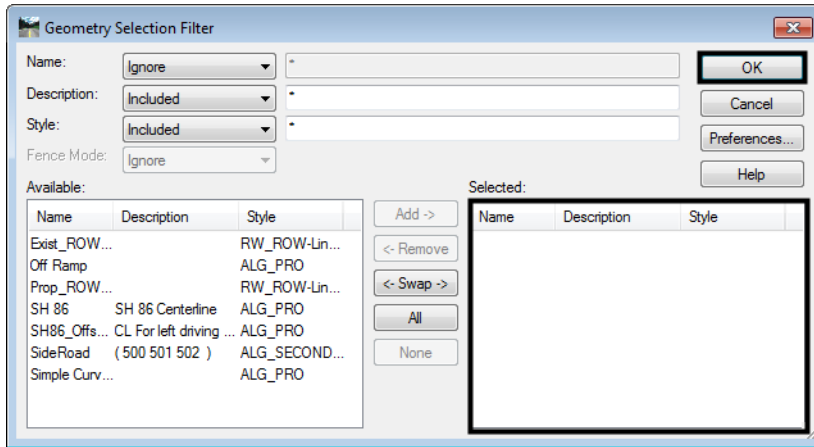 Geometry Selection Filter
Name: Ignore *
OK
Description: Included *
Cancel
Style: Included *
Preferences...
Fence Mode: Ignore
Help
Available:
Selected:
Name Description Style
Exist_ROW... RW_ROW-Lin...
Off Ramp ALG_PRO
Prop_ROW... RW_ROW-Lin...
SH 86 SH 86 Centerline ALG_PRO
SH86_Offs... CL For left driving ... ALG_PRO
SideRoad ( 500 501 502 ) ALG_SECOND...
Simple Curv... ALG_PRO
Add ->
<- Remove
<- Swap ->
All
None
Name Description Style